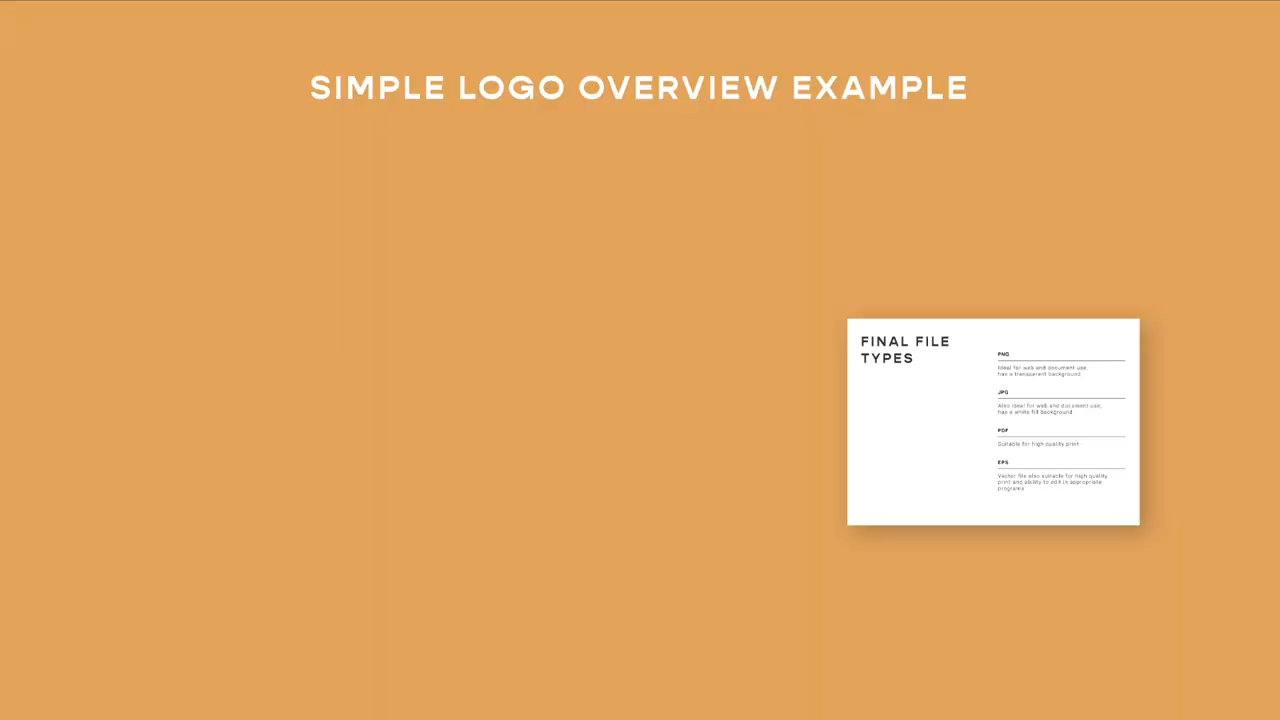 SIMPLE LOGO OVERVIEW EXAMPLE
FINAL FILE
TYPES
PNG
Ideal for web and document use,
has a transparent background
JPG
Also ideal for web and document use,
has a white fill background
PDF
Suitable for high quality print
EPS
Vector file also suitable for high quality
print and ability to edit in appropriate
programs